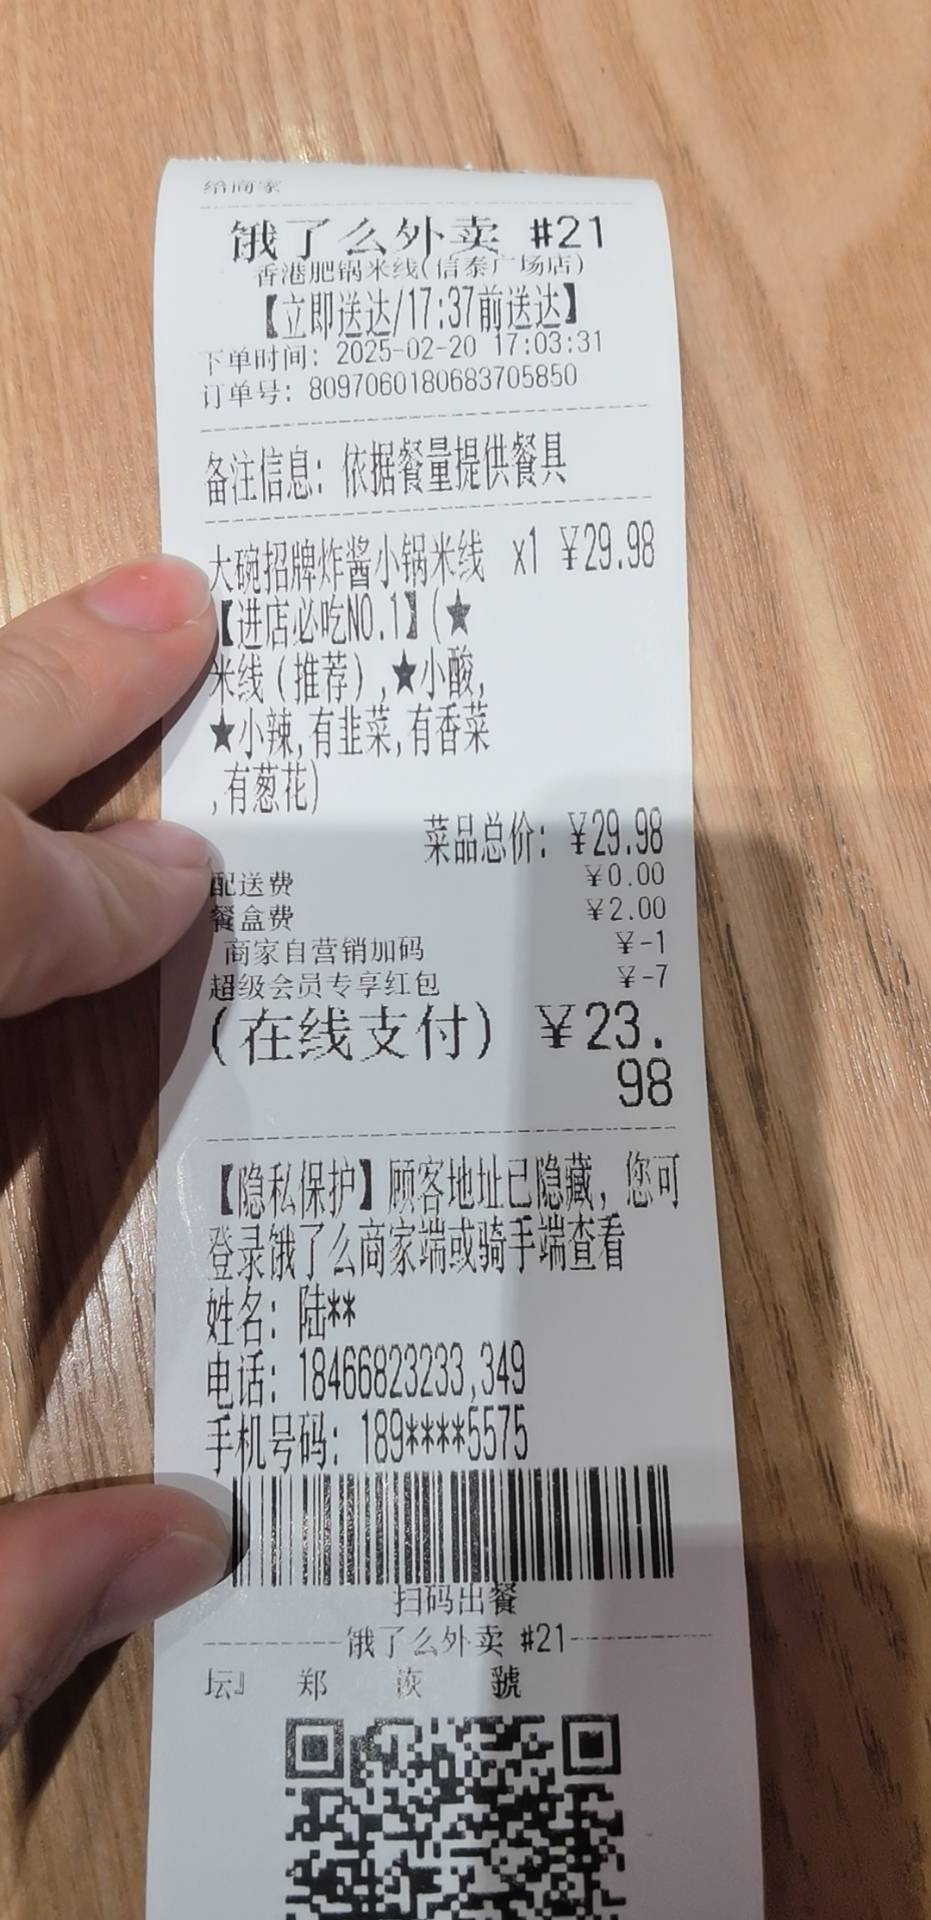 给商家
饿了么外卖 #21
香港肥锅米线(信泰广场店)
【立即送达/17:37前送达】
下单时间: 2025-02-20 17:03:31
订单号: 8097060180683705850
备注信息: 依据餐量提供餐具
大碗招牌炸酱小锅米线 x1 ¥29.98
【进店必吃NO.1】(★
米线(推荐),★小酸,
★小辣,有韭菜,有香菜
,有葱花)
菜品总价: ¥29.98
配送费 ¥0.00
餐盒费 ¥2.00
商家自营销加码 ¥-1
超级会员专享红包 ¥-7
(在线支付) ¥23.
98
【隐私保护】顾客地址已隐藏, 您可
登录饿了么商家端或骑手端查看
姓名: 陆**
电话: 18466823233,349
手机号码: 189****5575
扫码出餐
饿了么外卖 #21
坛』 郑 浓 號